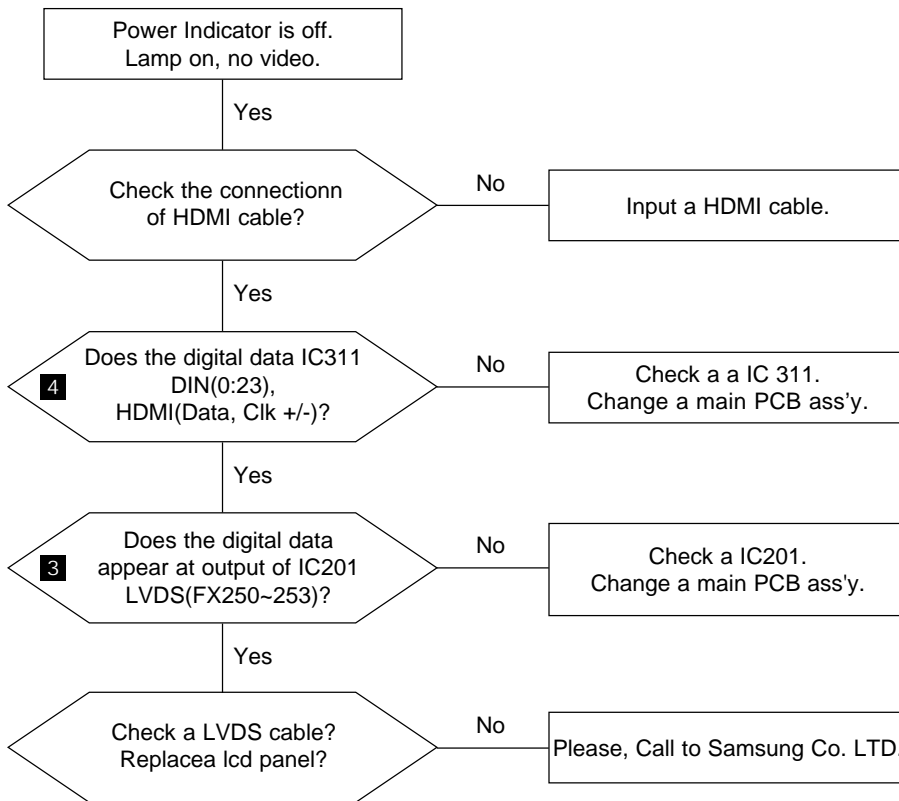 Power Indicator is off.
Lamp on, no video.
Yes
Check the connectionn
of HDMI cable?
No
Input a HDMI cable.
Yes
4
Does the digital data IC311
DIN(0:23),
HDMI(Data, Clk +/-)?
No
Check a a IC 311.
Change a main PCB ass’y.
Yes
3
Does the digital data
appear at output of IC201
LVDS(FX250~253)?
No
Check a IC201.
Change a main PCB ass'y.
Yes
Check a LVDS cable?
Replacea lcd panel?
No
Please, Call to Samsung Co. LTD.